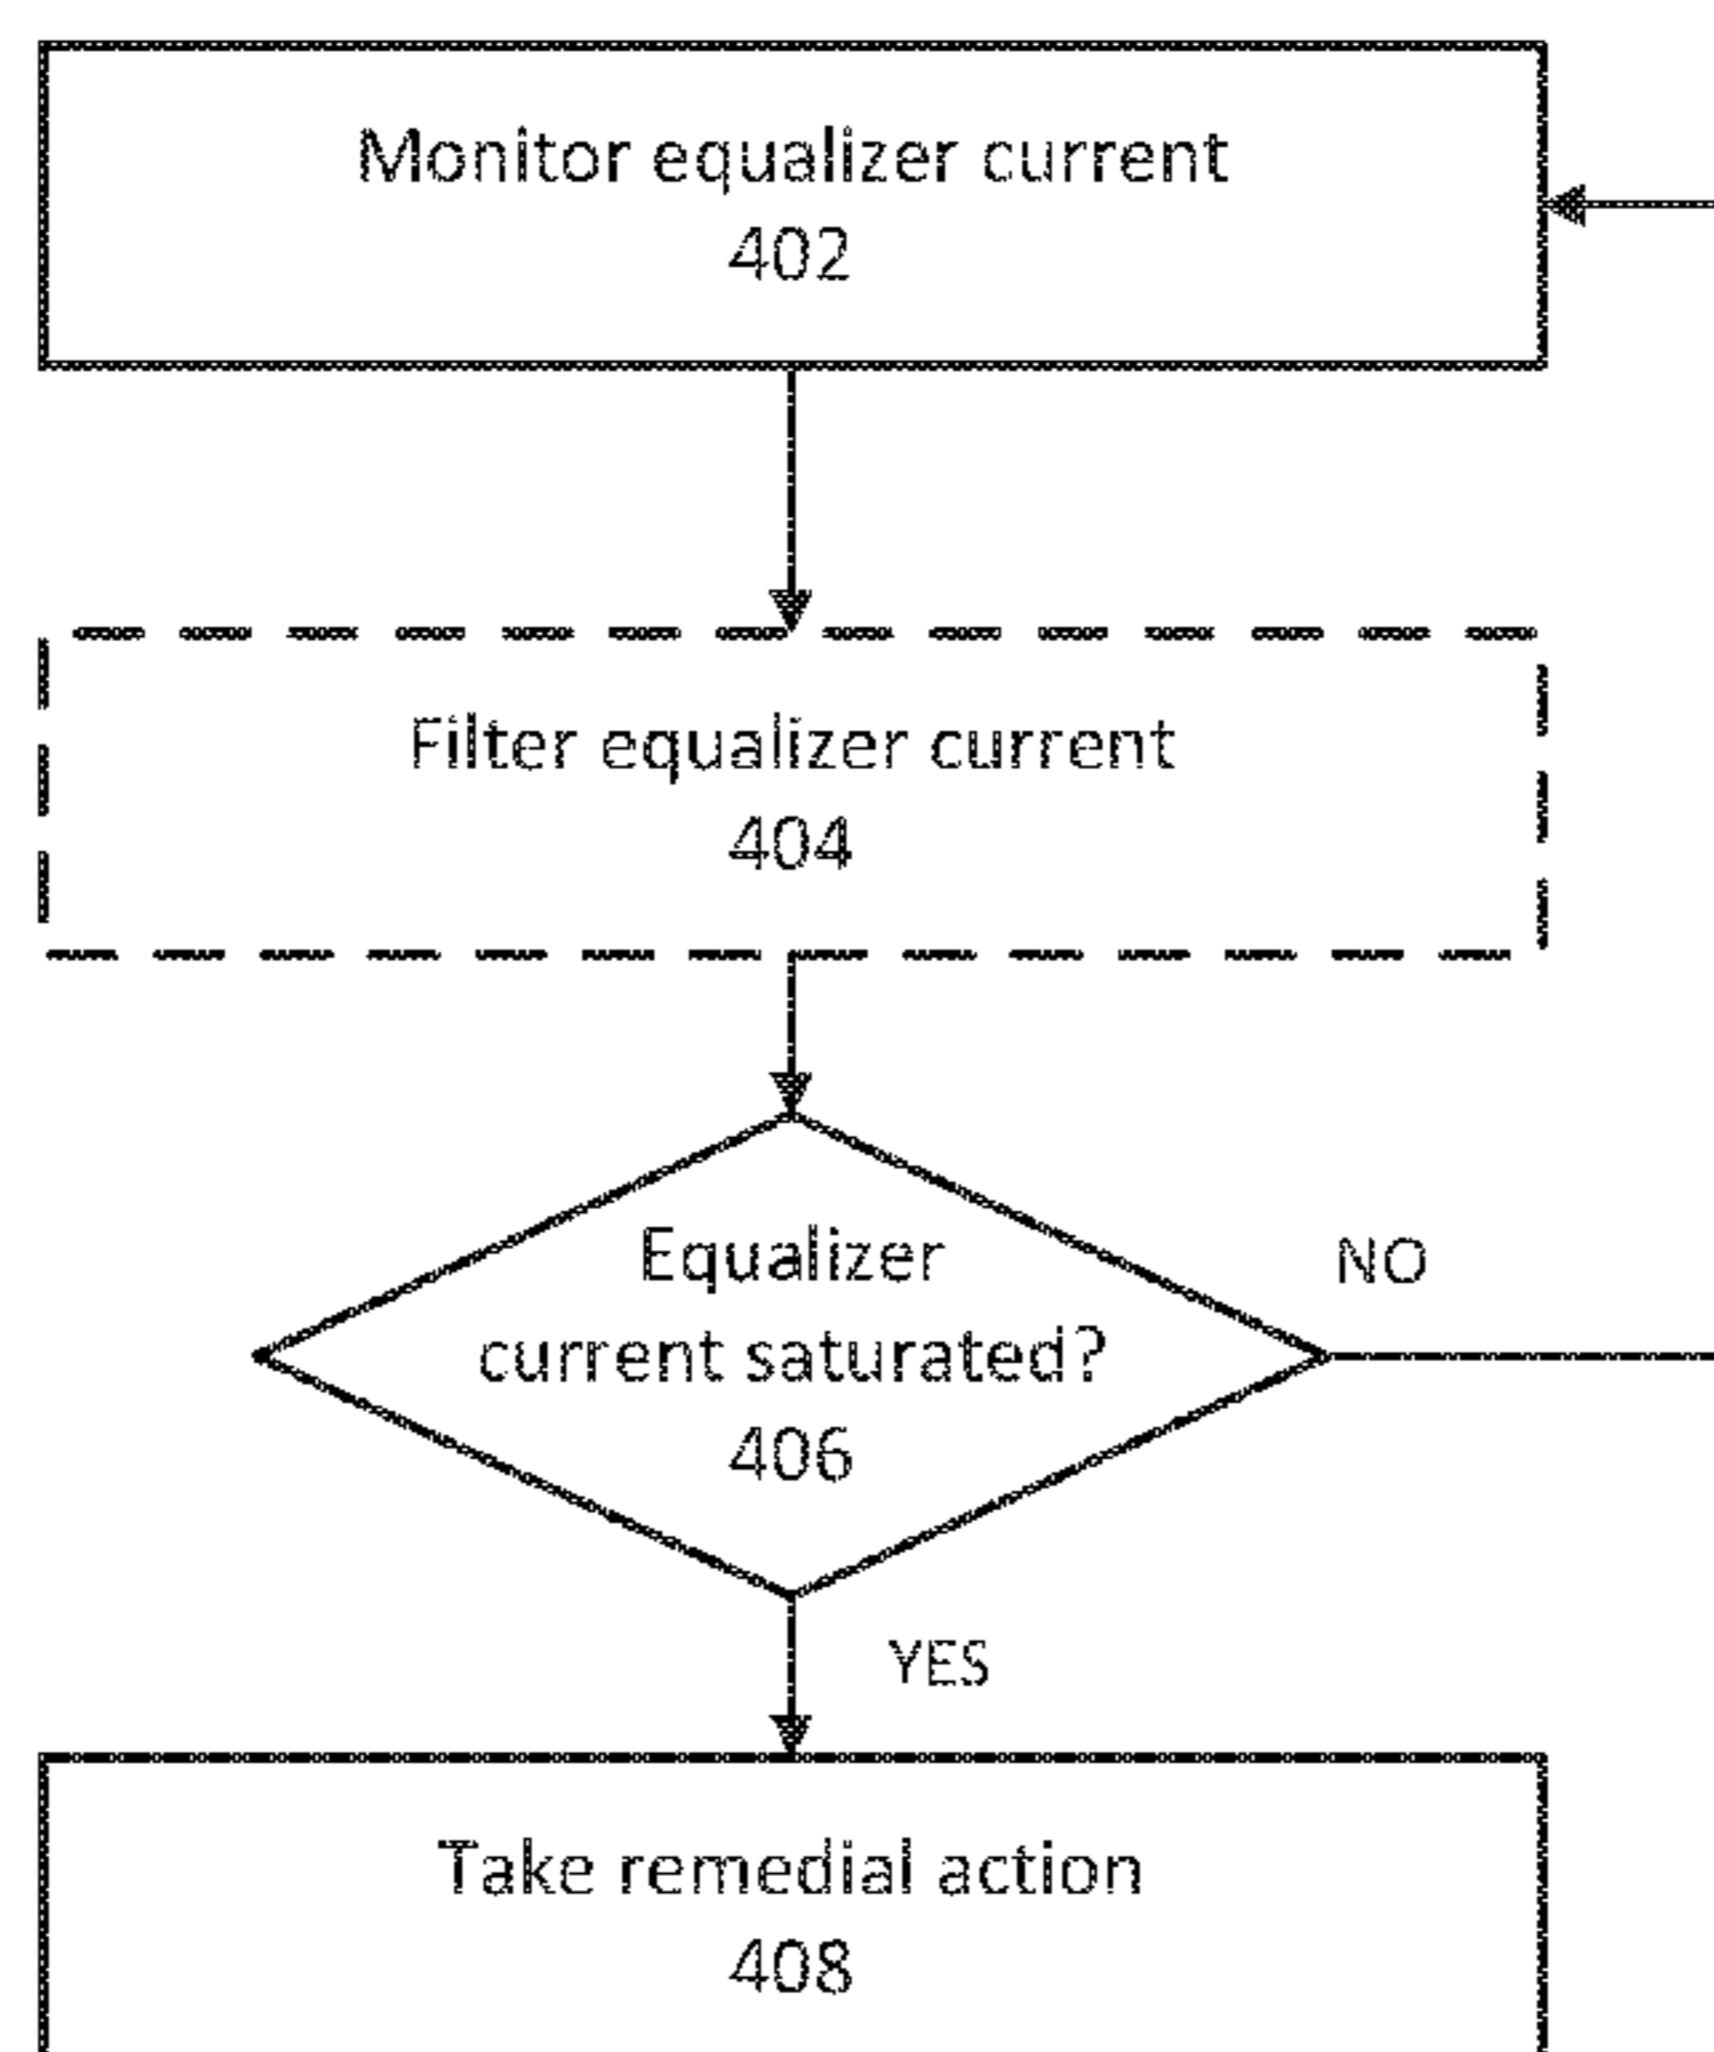 Monitor equalizer current
402
Filter equalizer current
404
Equalizer
current saturated?
406
NO
YES
Take remedial action
408